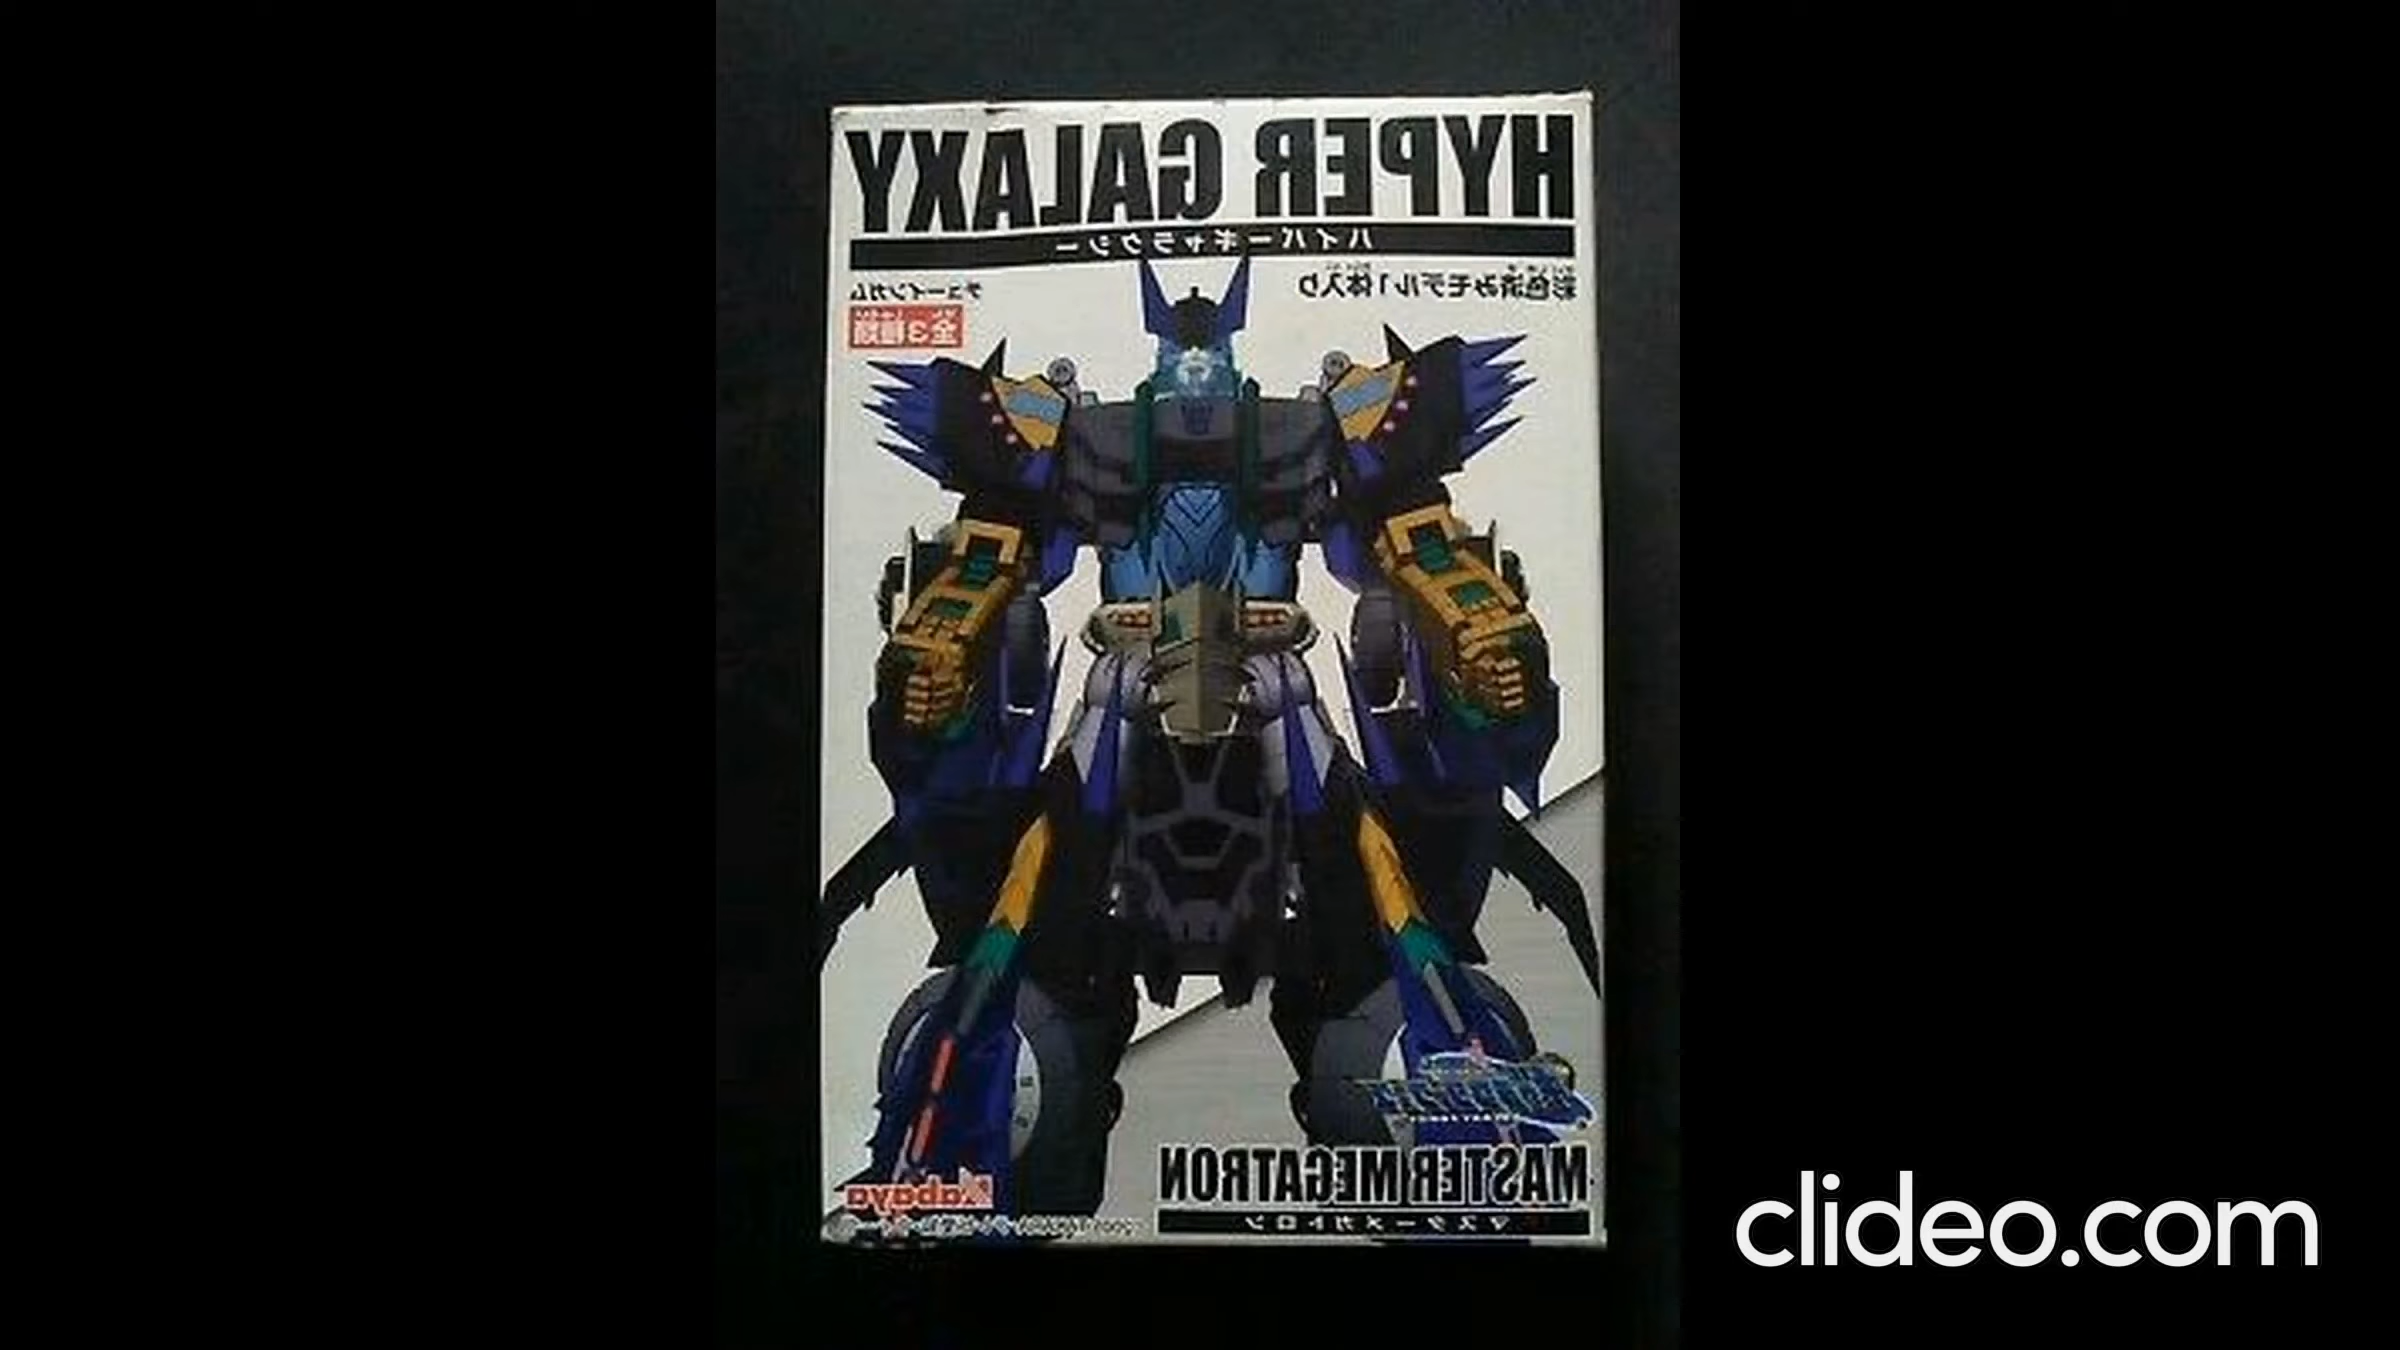 HYPER GALAXY
ハイパーギャラクシー
彩色済みモデル1体入り
チューインガム
全3種類
MASTER MEGATRON
マスターメガトロン
Kabaya
clideo.com